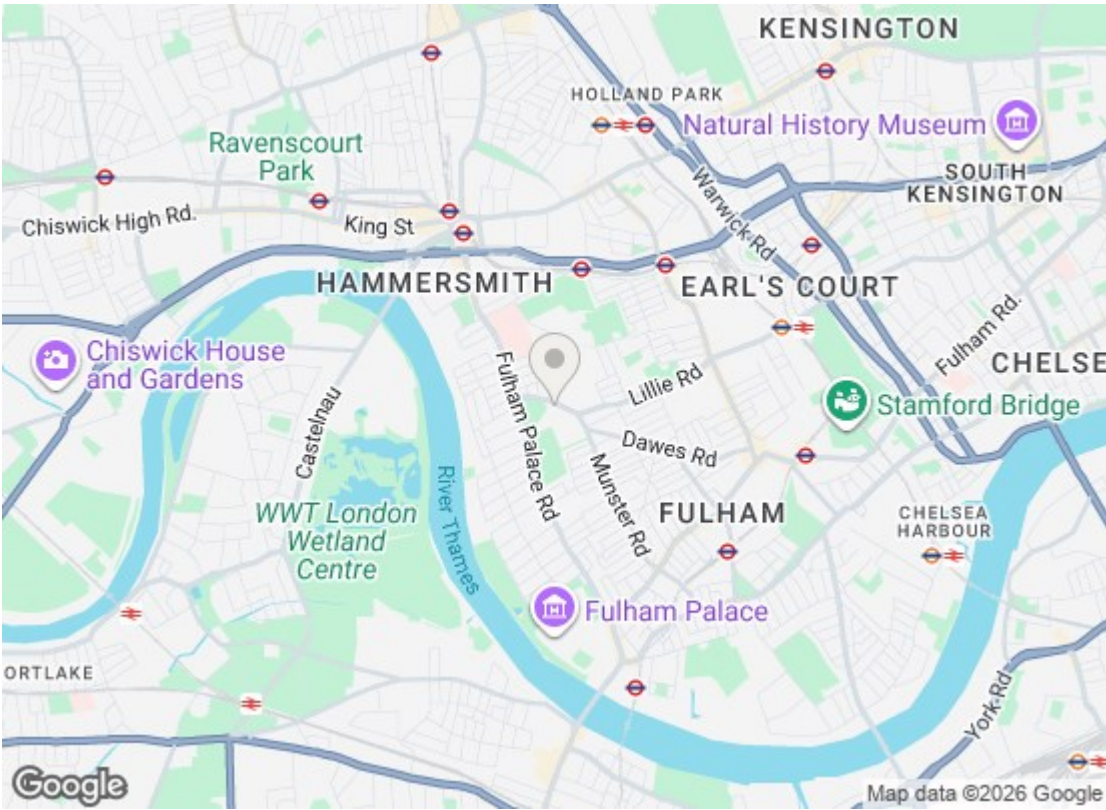 KENSINGTON
HOLLAND PARK
Natural History Museum
Ravenscourt
Park
SOUTH
KENSINGTON
Warwick Rd
Chiswick High Rd.
King St
HAMMERSMITH
EARL'S COURT
Fulham Rd.
Chiswick House
and Gardens
CHELSE
Fulham Palace Rd
Lillie Rd
Stamford Bridge
Castelnau
Dawes Rd
Munster Rd
River Thames
WWT London
Wetland
Centre
FULHAM
CHELSEA
HARBOUR
Fulham Palace
ORTLAKE
York Rd
Google
Map data ©2026 Google